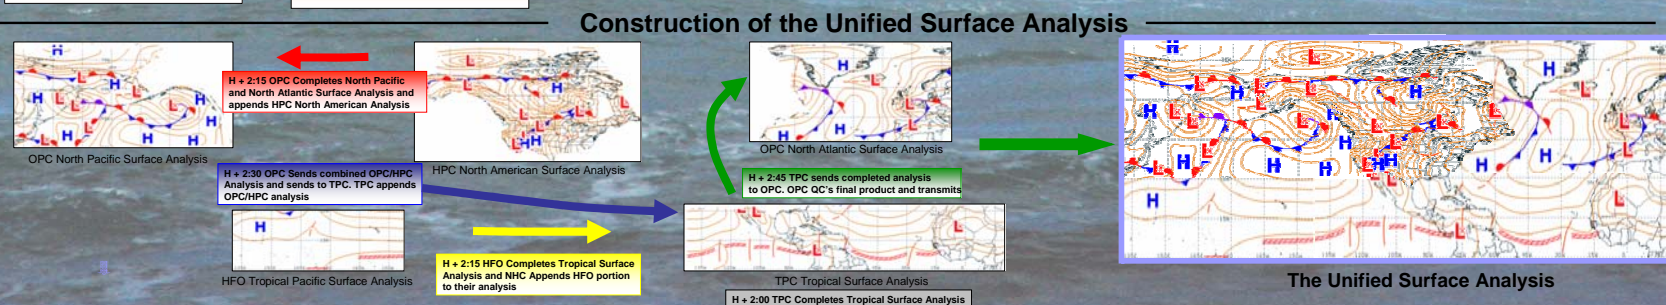 Construction of the Unified Surface Analysis
H + 2:15 OPC Completes North Pacific
and North Atlantic Surface Analysis and
appends HPC North American Analysis
OPC North Pacific Surface Analysis
HPC North American Surface Analysis
OPC North Atlantic Surface Analysis
H + 2:30 OPC Sends combined OPC/HPC
Analysis and sends to TPC. TPC appends
OPC/HPC analysis
H + 2:45 TPC sends completed analysis
to OPC. OPC QC's final product and transmits
H + 2:15 HFO Completes Tropical Surface
Analysis and NHC Appends HFO portion
to their analysis
HFO Tropical Pacific Surface Analysis
TPC Tropical Surface Analysis
The Unified Surface Analysis
H + 2:00 TPC Completes Tropical Surface Analysis